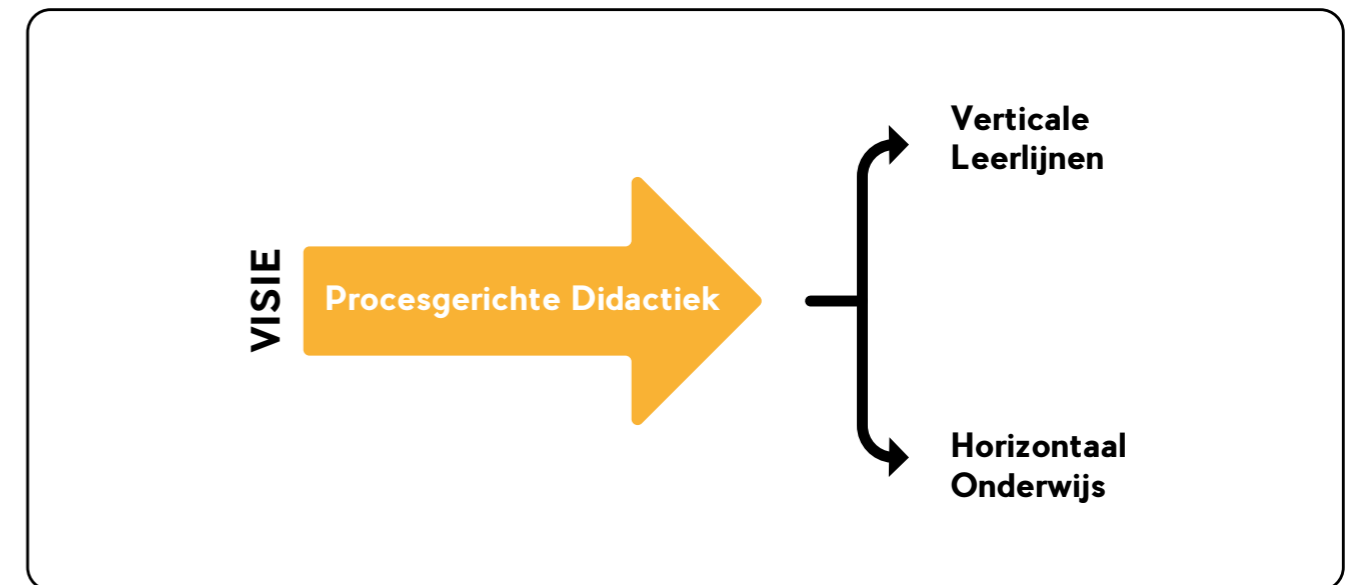 VISIE
Procesgerichte Didactiek
Verticale
Leerlijnen
Horizontaal
Onderwijs